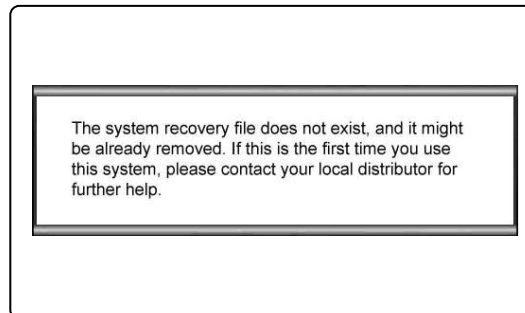 The system recovery file does not exist, and it might
be already removed. If this is the first time you use
this system, please contact your local distributor for
further help.